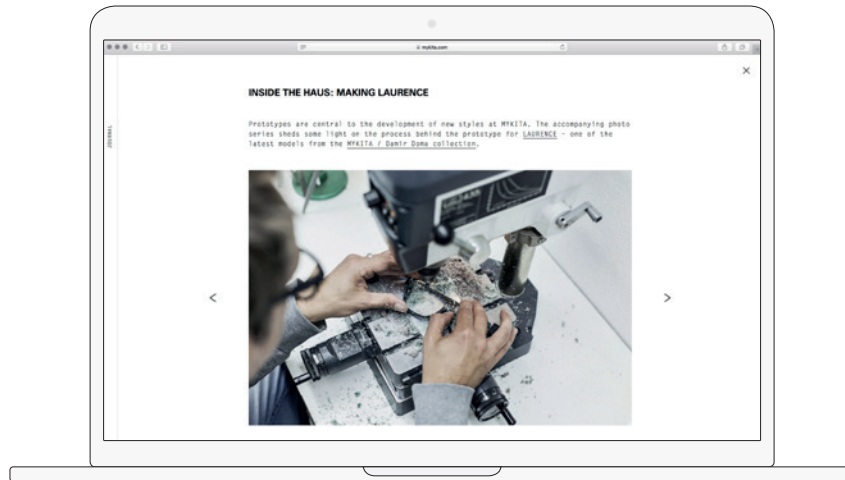 mykita.com
JOURNAL
INSIDE THE HAUS: MAKING LAURENCE
Prototypes are central to the development of new styles at MYKITA. The accompanying photo
series sheds some light on the process behind the prototype for LAURENCE – one of the
latest models from the MYKITA / Damir Doma collection.